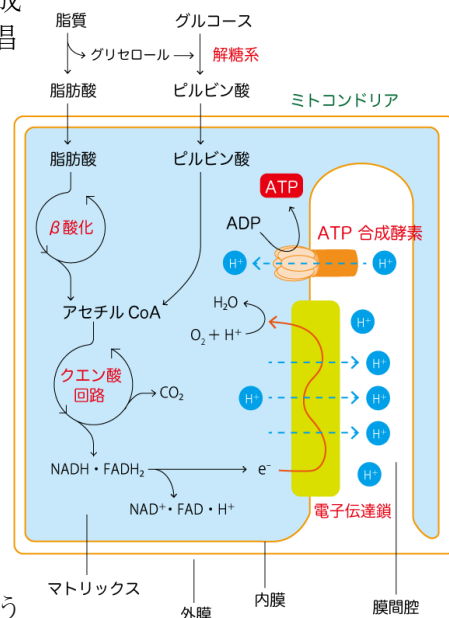 成
昌
脂質
グルコース
グリセロール
解糖系
脂肪酸
ピルビン酸
ミトコンドリア
脂肪酸
ピルビン酸
ATP
β酸化
ADP
ATP 合成酵素
H⁺
H⁺
アセチル CoA
H₂O
O₂ + H⁺
H⁺
H⁺
クエン酸
回路
CO₂
H⁺
H⁺
H⁺
NADH・FADH₂
e⁻
H⁺
NAD⁺・FAD・H⁺
電子伝達鎖
マトリックス
外膜
内膜
膜間腔
う